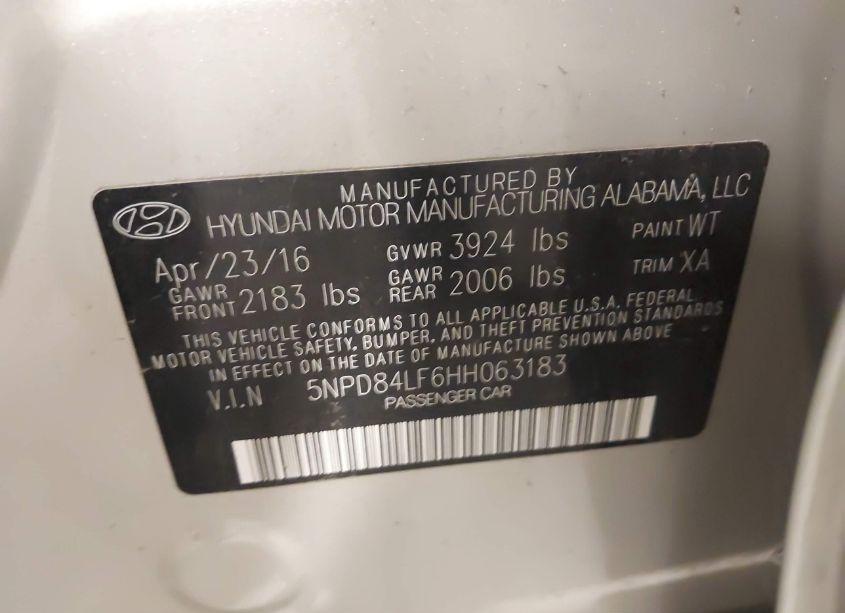 MANUFACTURED BY
HYUNDAI MOTOR MANUFACTURING ALABAMA, LLC
Apr/23/16 GVWR 3924 lbs PAINT WT
GAWR FRONT 2183 lbs GAWR REAR 2006 lbs TRIM XA
THIS VEHICLE CONFORMS TO ALL APPLICABLE U.S.A. FEDERAL
MOTOR VEHICLE SAFETY, BUMPER, AND THEFT PREVENTION STANDARDS
IN EFFECT ON THE DATE OF MANUFACTURE SHOWN ABOVE
V.I.N 5NPD84LF6HH063183
PASSENGER CAR